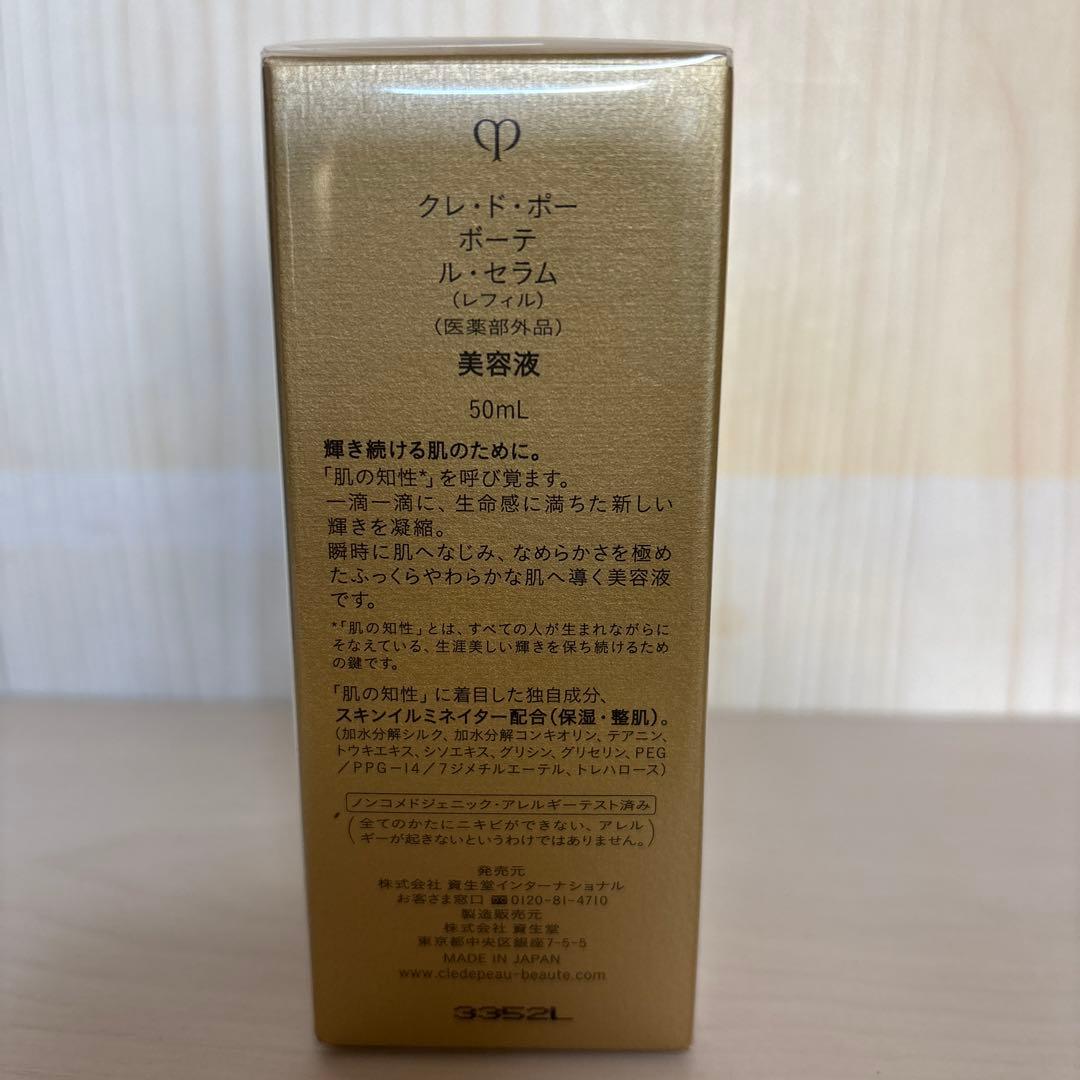 クレ・ド・ポー
ボーテ
ル・セラム
（レフィル）
（医薬部外品）
美容液
50mL
輝き続ける肌のために。
「肌の知性*」を呼び覚ます。
一滴一滴に、生命感に満ちた新しい
輝きを凝縮。
瞬時に肌へなじみ、なめらかさを極め
たふっくらやわらかな肌へ導く美容液
です。
*「肌の知性」とは、すべての人が生まれながらに
そなえている、生涯美しい輝きを保ち続けるため
の鍵です。
「肌の知性」に着目した独自成分、
スキンイルミネイター配合（保湿・整肌）。
（加水分解シルク、加水分解コンキオリン、テアニン、
トウキエキス、シソエキス、グリシン、グリセリン、PEG
／PPG－14／7ジメチルエーテル、トレハロース）
ノンコメドジェニック・アレルギーテスト済み
（全てのかたにニキビができない、アレル
ギーが起きないというわけではありません。）
発売元
株式会社 資生堂インターナショナル
お客さま窓口 0120-81-4710
製造販売元
株式会社 資生堂
東京都中央区銀座7-5-5
MADE IN JAPAN
www.cledepeau-beaute.com
3352L